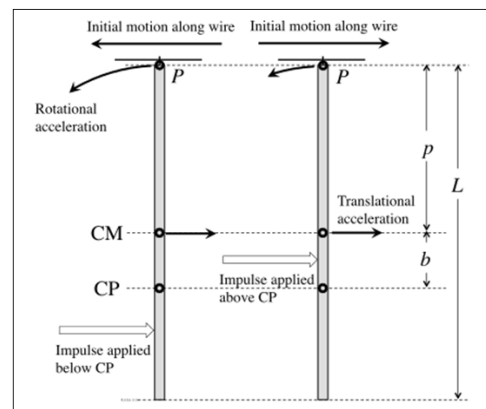 Initial motion along wire
Initial motion along wire
P
P
Rotational
acceleration
p
L
Translational
acceleration
CM
b
Impulse applied
above CP
CP
Impulse applied
below CP